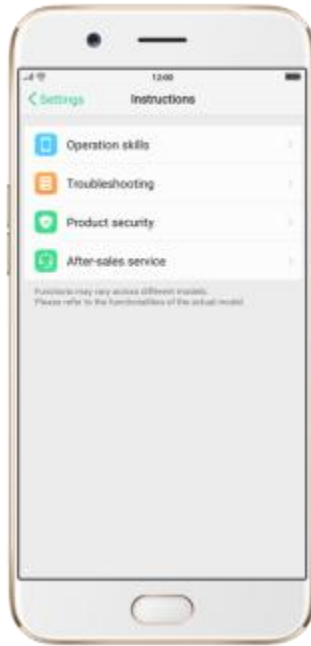 12:00
Settings
Instructions
Operation skills
Troubleshooting
Product security
After-sales service
Functions may vary across different models.
Please refer to the functionalities of the actual model.